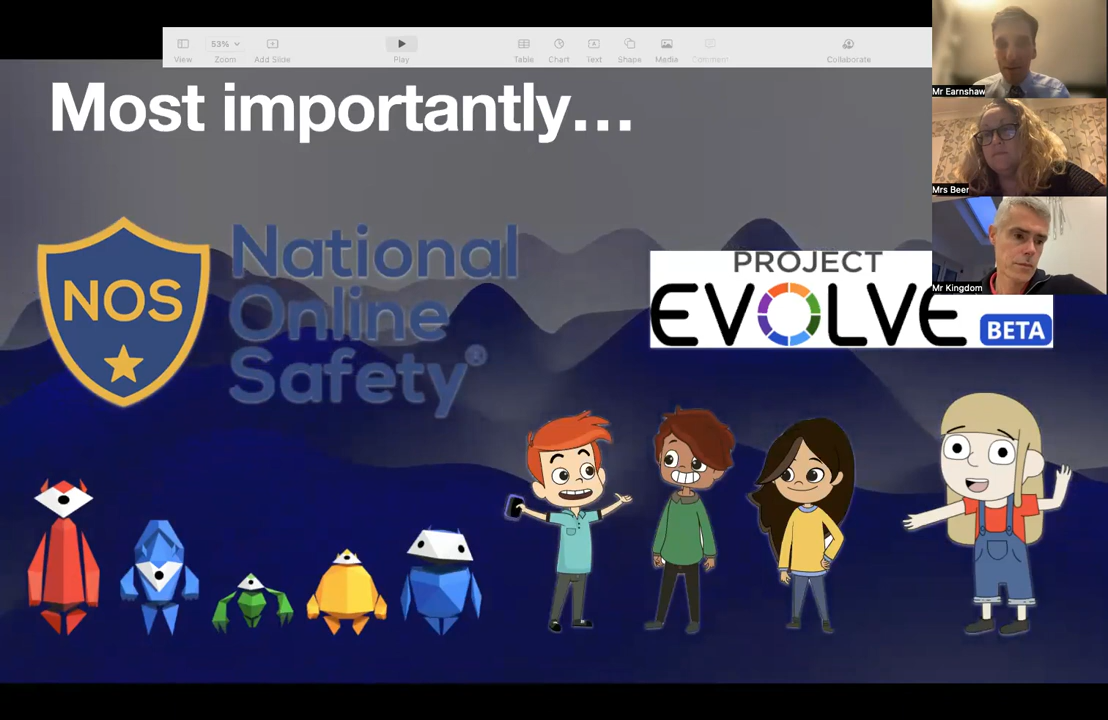 View
53%
Zoom
Add Slide
Play
Table
Chart
Text
Shape
Media
Comment
Collaborate
Mr Earnshaw
Mrs Beer
Mr Kingdom
Most importantly...
NOS
National
Online
Safety®
PROJECT
EVOLVE
BETA